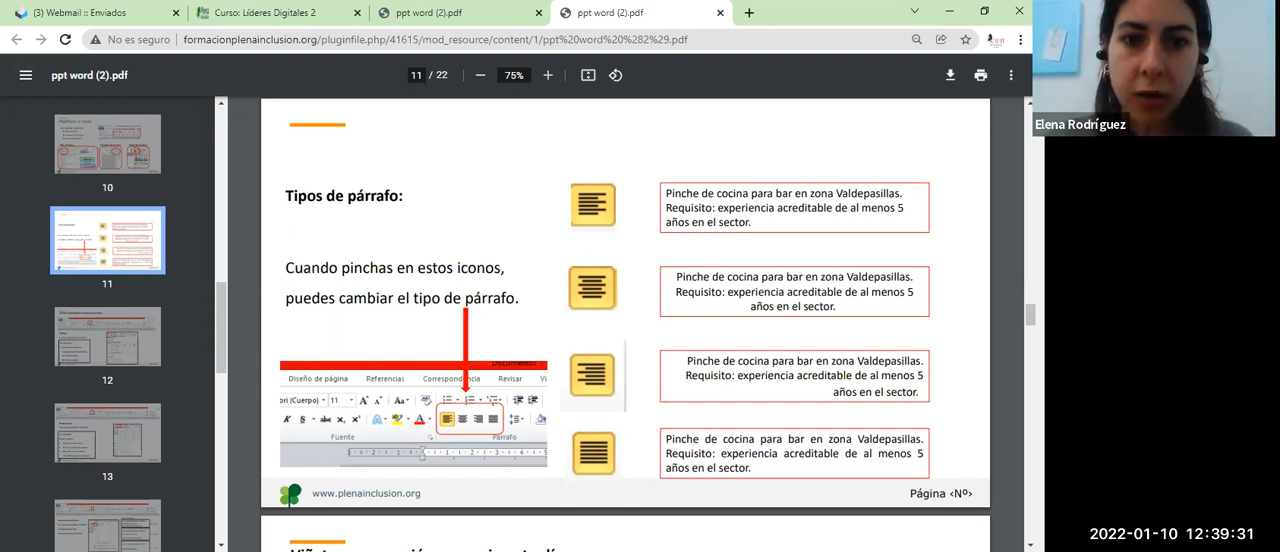 (3) Webmail :: Enviados
Curso: Líderes Digitales 2
ppt word (2).pdf
ppt word (2).pdf
No es seguro
formacionplenainclusion.org/pluginfile.php/41615/mod_resource/content/1/ppt%20word%20%282%29.pdf
ppt word (2).pdf
11 / 22
75%
Elena Rodríguez
10
11
12
13
Tipos de párrafo:
Cuando pinchas en estos iconos,
puedes cambiar el tipo de párrafo.
Diseño de página Referencias Correspondencia Revisar Vi
ori (Cuerpo) 11 A A Aa
Fuente Párrafo
Pinche de cocina para bar en zona Valdepasillas.
Requisito: experiencia acreditable de al menos 5
años en el sector.
Pinche de cocina para bar en zona Valdepasillas.
Requisito: experiencia acreditable de al menos 5
años en el sector.
Pinche de cocina para bar en zona Valdepasillas.
Requisito: experiencia acreditable de al menos 5
años en el sector.
Pinche de cocina para bar en zona Valdepasillas.
Requisito: experiencia acreditable de al menos 5
años en el sector.
www.plenainclusion.org
Página ‹Nº›
2022-01-10 12:39:31